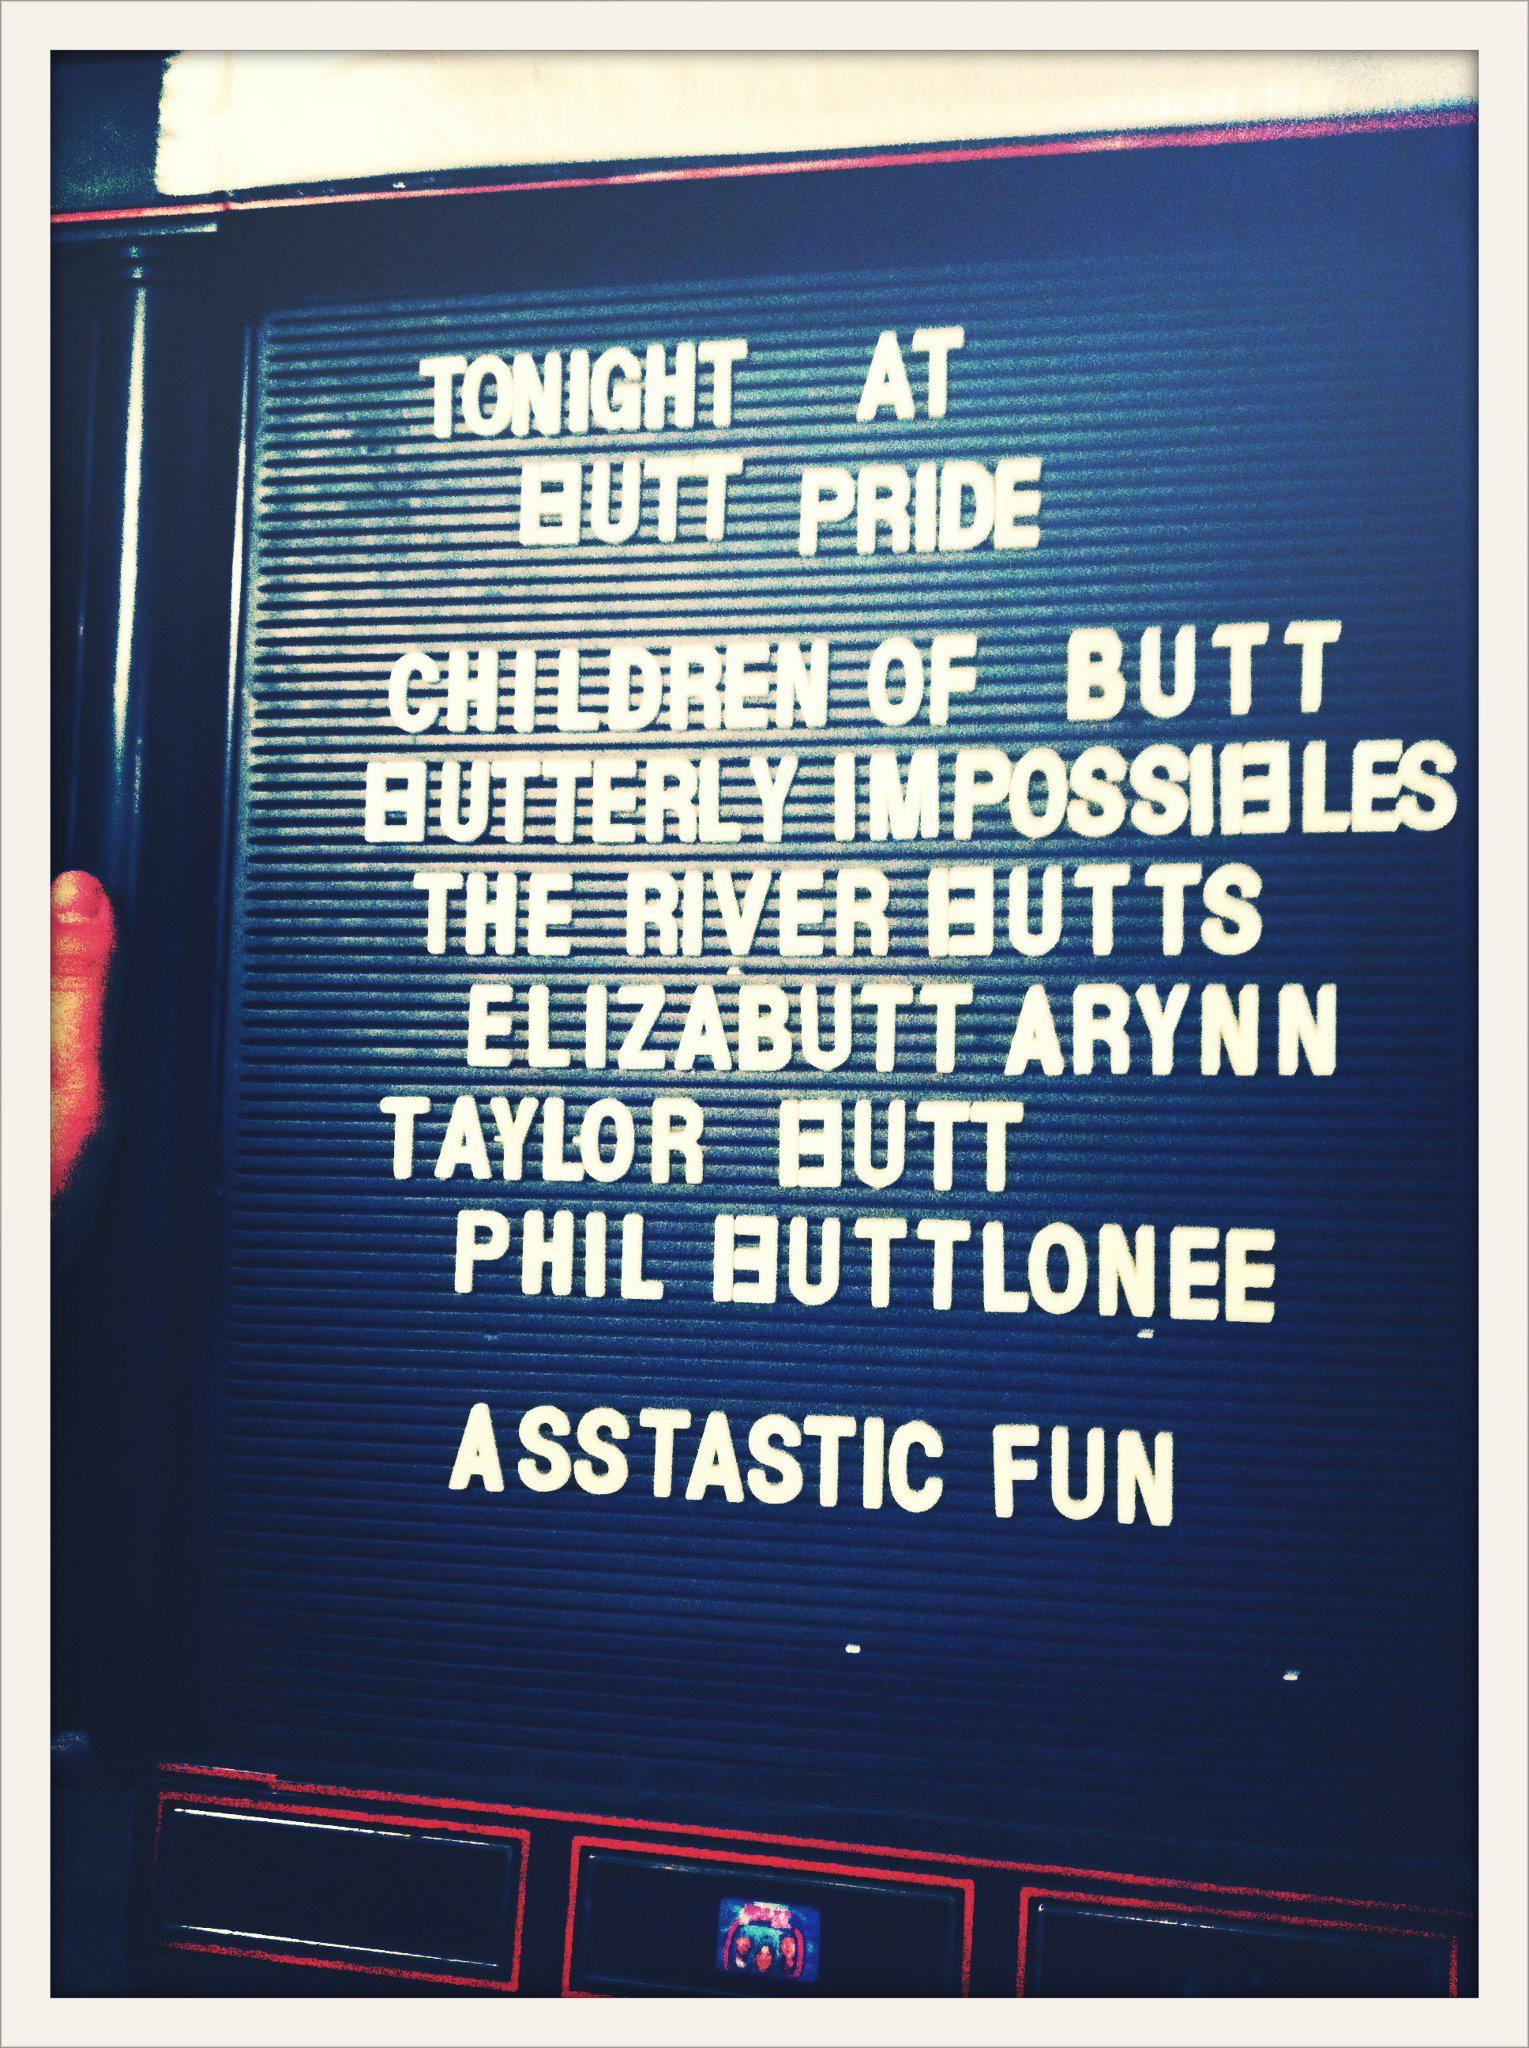 TONIGHT AT
BUTT PRIDE
CHILDREN OF BUTT
BUTTERLY IMPOSSIBLES
THE RIVER BUTTS
ELIZABUTT ARYNN
TAYLOR BUTT
PHIL BUTTLONEE
ASSTASTIC FUN